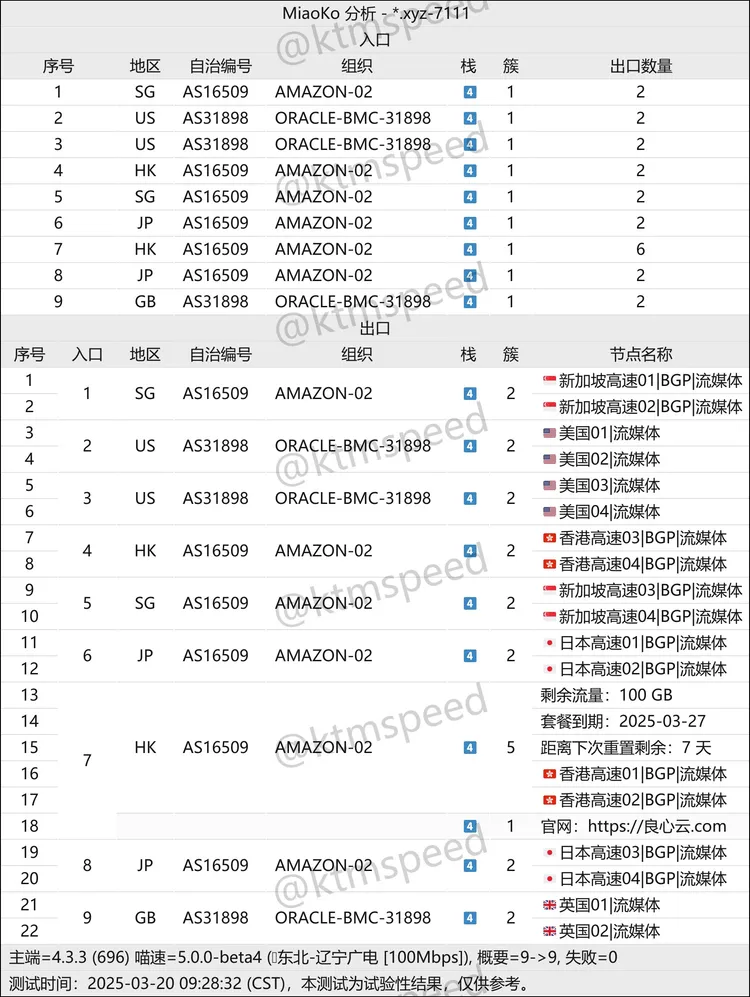 MiaoKo 分析 - *.xyz-7111
入口
序号 地区 自治编号 组织 栈 簇 出口数量
1 SG AS16509 AMAZON-02 4 1 2
2 US AS31898 ORACLE-BMC-31898 4 1 2
3 US AS31898 ORACLE-BMC-31898 4 1 2
4 HK AS16509 AMAZON-02 4 1 2
5 SG AS16509 AMAZON-02 4 1 2
6 JP AS16509 AMAZON-02 4 1 2
7 HK AS16509 AMAZON-02 4 1 6
8 JP AS16509 AMAZON-02 4 1 2
9 GB AS31898 ORACLE-BMC-31898 4 1 2
出口
序号 入口 地区 自治编号 组织 栈 簇 节点名称
1 1 SG AS16509 AMAZON-02 4 2 新加坡高速01|BGP|流媒体
2 新加坡高速02|BGP|流媒体
3 2 US AS31898 ORACLE-BMC-31898 4 2 美国01|流媒体
4 美国02|流媒体
5 3 US AS31898 ORACLE-BMC-31898 4 2 美国03|流媒体
6 美国04|流媒体
7 4 HK AS16509 AMAZON-02 4 2 香港高速03|BGP|流媒体
8 香港高速04|BGP|流媒体
9 5 SG AS16509 AMAZON-02 4 2 新加坡高速03|BGP|流媒体
10 新加坡高速04|BGP|流媒体
11 6 JP AS16509 AMAZON-02 4 2 日本高速01|BGP|流媒体
12 日本高速02|BGP|流媒体
13 剩余流量：100 GB
14 套餐到期：2025-03-27
15 7 HK AS16509 AMAZON-02 4 5 距离下次重置剩余：7 天
16 香港高速01|BGP|流媒体
17 香港高速02|BGP|流媒体
18 4 1 官网：https://良心云.com
19 8 JP AS16509 AMAZON-02 4 2 日本高速03|BGP|流媒体
20 日本高速04|BGP|流媒体
21 9 GB AS31898 ORACLE-BMC-31898 4 2 英国01|流媒体
22 英国02|流媒体
主端=4.3.3 (696) 喵速=5.0.0-beta4 (▯东北-辽宁广电 [100Mbps]), 概要=9->9, 失败=0
测试时间：2025-03-20 09:28:32 (CST)，本测试为试验性结果，仅供参考。
@ktmspeed
@ktmspeed
@ktmspeed
@ktmspeed
@ktmspeed
@ktmspeed
@ktmspeed